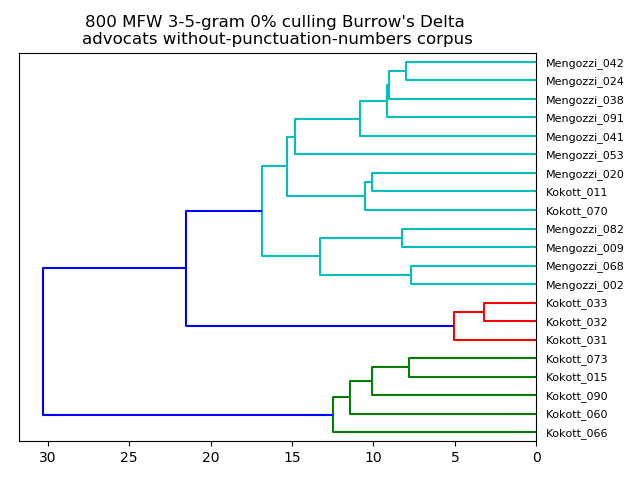 800 MFW 3-5-gram 0% culling Burrow's Delta
advocats without-punctuation-numbers corpus
Mengozzi_042
Mengozzi_024
Mengozzi_038
Mengozzi_091
Mengozzi_041
Mengozzi_053
Mengozzi_020
Kokott_011
Kokott_070
Mengozzi_082
Mengozzi_009
Mengozzi_068
Mengozzi_002
Kokott_033
Kokott_032
Kokott_031
Kokott_073
Kokott_015
Kokott_090
Kokott_060
Kokott_066
30 25 20 15 10 5 0